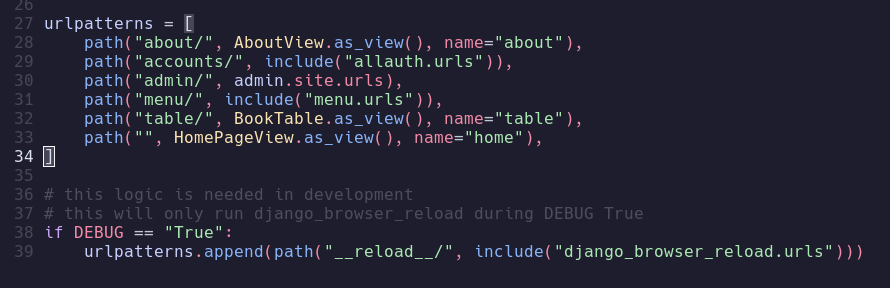 26
27 urlpatterns = [
28     path("about/", AboutView.as_view(), name="about"),
29     path("accounts/", include("allauth.urls")),
30     path("admin/", admin.site.urls),
31     path("menu/", include("menu.urls")),
32     path("table/", BookTable.as_view(), name="table"),
33     path("", HomePageView.as_view(), name="home"),
34 ]
35
36 # this logic is needed in development
37 # this will only run django_browser_reload during DEBUG True
38 if DEBUG == "True":
39     urlpatterns.append(path("__reload__/", include("django_browser_reload.urls")))